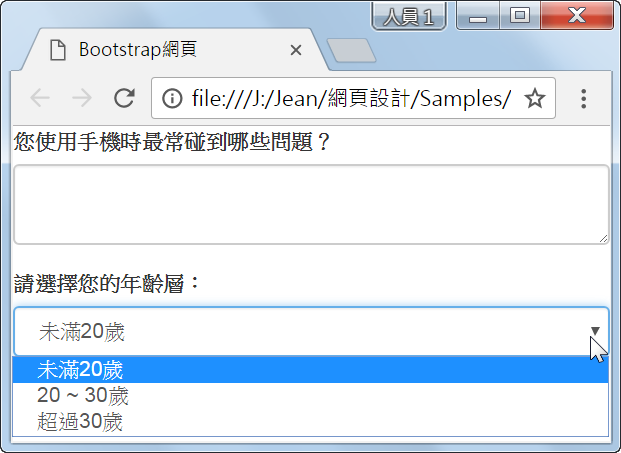 人員 1
Bootstrap網頁
file:///J:/Jean/網頁設計/Samples/
您使用手機時最常碰到哪些問題？
請選擇您的年齡層：
未滿20歲
未滿20歲
20 ~ 30歲
超過30歲